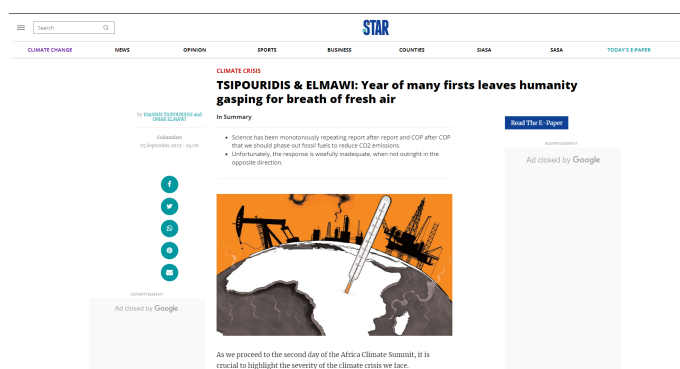 Search
STAR
CLIMATE CHANGE NEWS OPINION SPORTS BUSINESS COUNTIES SIASA SASA TODAY'S E-PAPER
CLIMATE CRISIS
TSIPOURIDIS & ELMAWI: Year of many firsts leaves humanity
gasping for breath of fresh air
by IOANNIS TSIPOURIDIS and
OMAR ELMAWI
Columnists
05 September 2023 - 04:00
In Summary
• Science has been monotonously repeating report after report and COP after COP
that we should phase out fossil fuels to reduce CO2 emissions.
• Unfortunately, the response is woefully inadequate, when not outright in the
opposite direction.
Read The E-Paper
ADVERTISEMENT
Ad closed by Google
ADVERTISEMENT
Ad closed by Google
As we proceed to the second day of the Africa Climate Summit, it is
crucial to highlight the severity of the climate crisis we face.